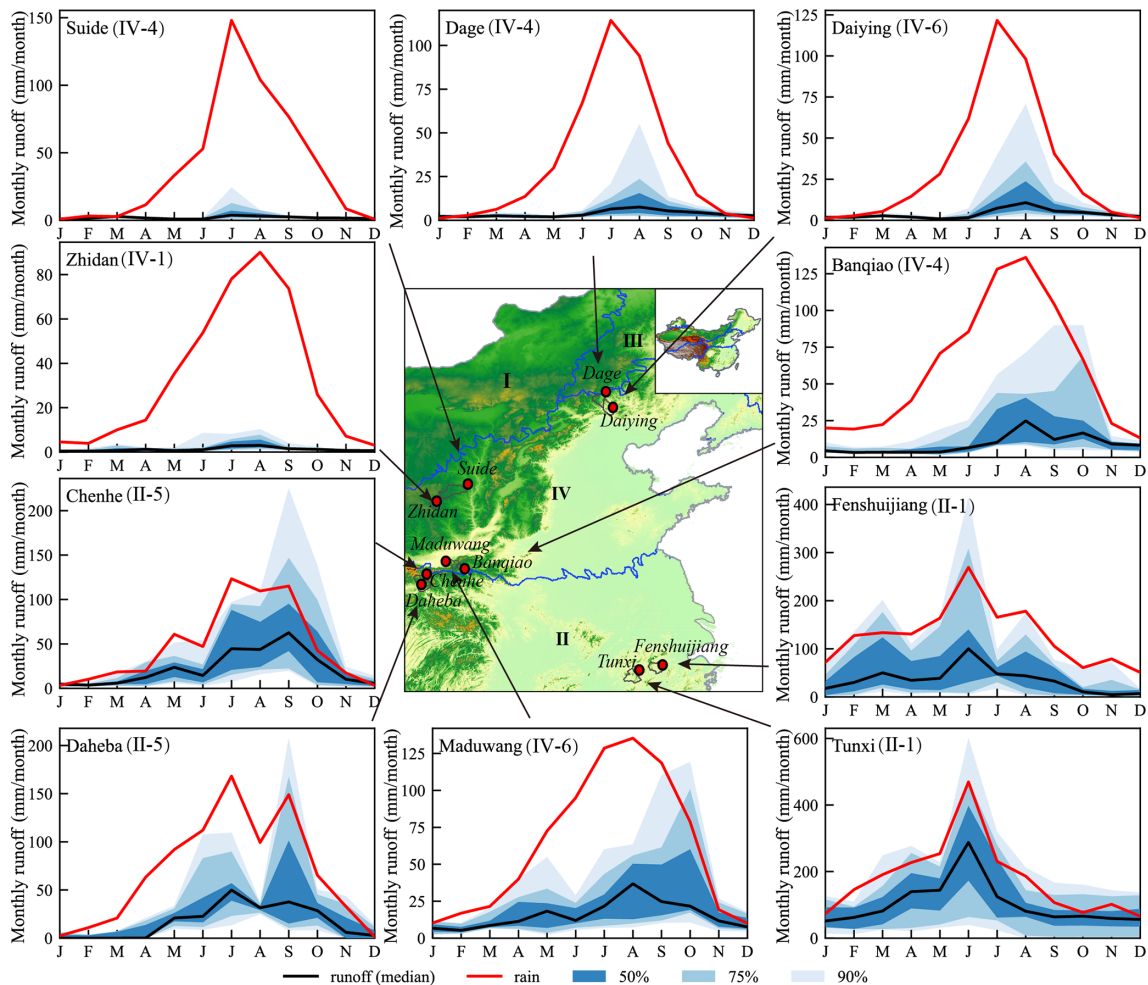 Suide (IV-4)
Monthly runoff (mm/month)
150
100
50
0
J F M A M J J A S O N D
Dage (IV-4)
Monthly runoff (mm/month)
125
100
75
50
25
0
J F M A M J J A S O N D
Daiying (IV-6)
Monthly runoff (mm/month)
125
100
75
50
25
0
J F M A M J J A S O N D
Zhidan (IV-1)
Monthly runoff (mm/month)
80
60
40
20
0
J F M A M J J A S O N D
Banqiao (IV-4)
Monthly runoff (mm/month)
125
100
75
50
25
0
J F M A M J J A S O N D
I
III
Dage
Daiying
Suide
IV
Zhidan
Maduwang
Banqiao
Chenhe
Daheba
II
Fenshuijiang
Tunxi
Chenhe (II-5)
Monthly runoff (mm/month)
200
150
100
50
0
J F M A M J J A S O N D
Fenshuijiang (II-1)
Monthly runoff (mm/month)
400
300
200
100
0
J F M A M J J A S O N D
Daheba (II-5)
Monthly runoff (mm/month)
200
150
100
50
0
J F M A M J J A S O N D
Maduwang (IV-6)
Monthly runoff (mm/month)
125
100
75
50
25
0
J F M A M J J A S O N D
Tunxi (II-1)
Monthly runoff (mm/month)
600
400
200
0
J F M A M J J A S O N D
runoff (median) rain 50% 75% 90%